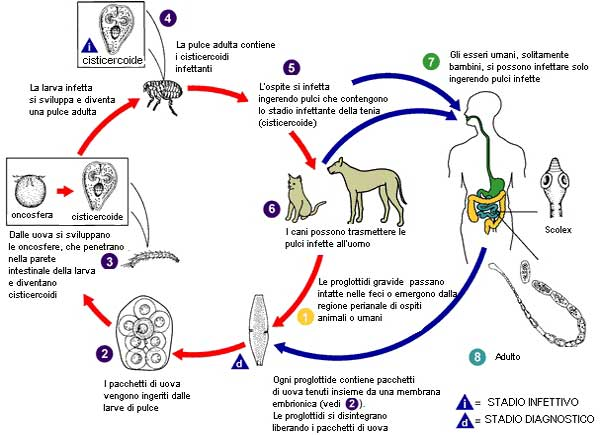 4
i
cisticercoide
La pulce adulta contiene
i cisticercoidi
infettanti
La larva infetta
si sviluppa e diventa
una pulce adulta
5
L'ospite si infetta
ingerendo pulci che contengono
lo stadio infettante della tenia
(cisticercoide)
7
Gli esseri umani, solitamente
bambini, si possono infettare solo
ingerendo pulci infette
oncosfera
cisticercoide
3
Dalle uova si sviluppano
le oncosfere, che penetrano
nella parete
intestinale della larva
e diventano
cisticercoidi
6
I cani possono trasmettere le
pulci infette all'uomo
Scolex
1
Le proglottidi gravide passano
intatte nelle feci o emergono dalla
regione perianale di ospiti
animali o umani
2
I pacchetti di uova
vengono ingeriti dalle
larve di pulce
d
Ogni proglottide contiene pacchetti
di uova tenuti insieme da una membrana
embrionica (vedi 2 ).
Le proglottidi si disintegrano
liberando i pacchetti di uova
8 Adulto
i = STADIO INFETTIVO
d = STADIO DIAGNOSTICO